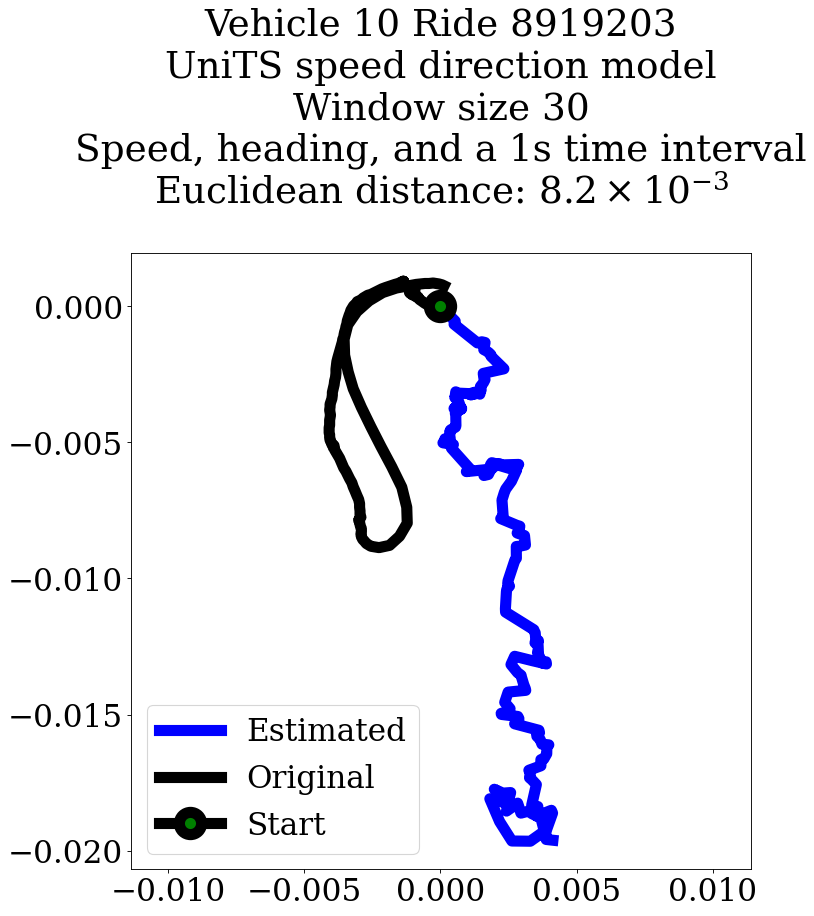 Vehicle 10 Ride 8919203
UniTS speed direction model
Window size 30
Speed, heading, and a 1s time interval
Euclidean distance: 8.2 × 10⁻³
0.000
−0.005
−0.010
−0.015
−0.020
Estimated
Original
Start
−0.010 −0.005 0.000 0.005 0.010